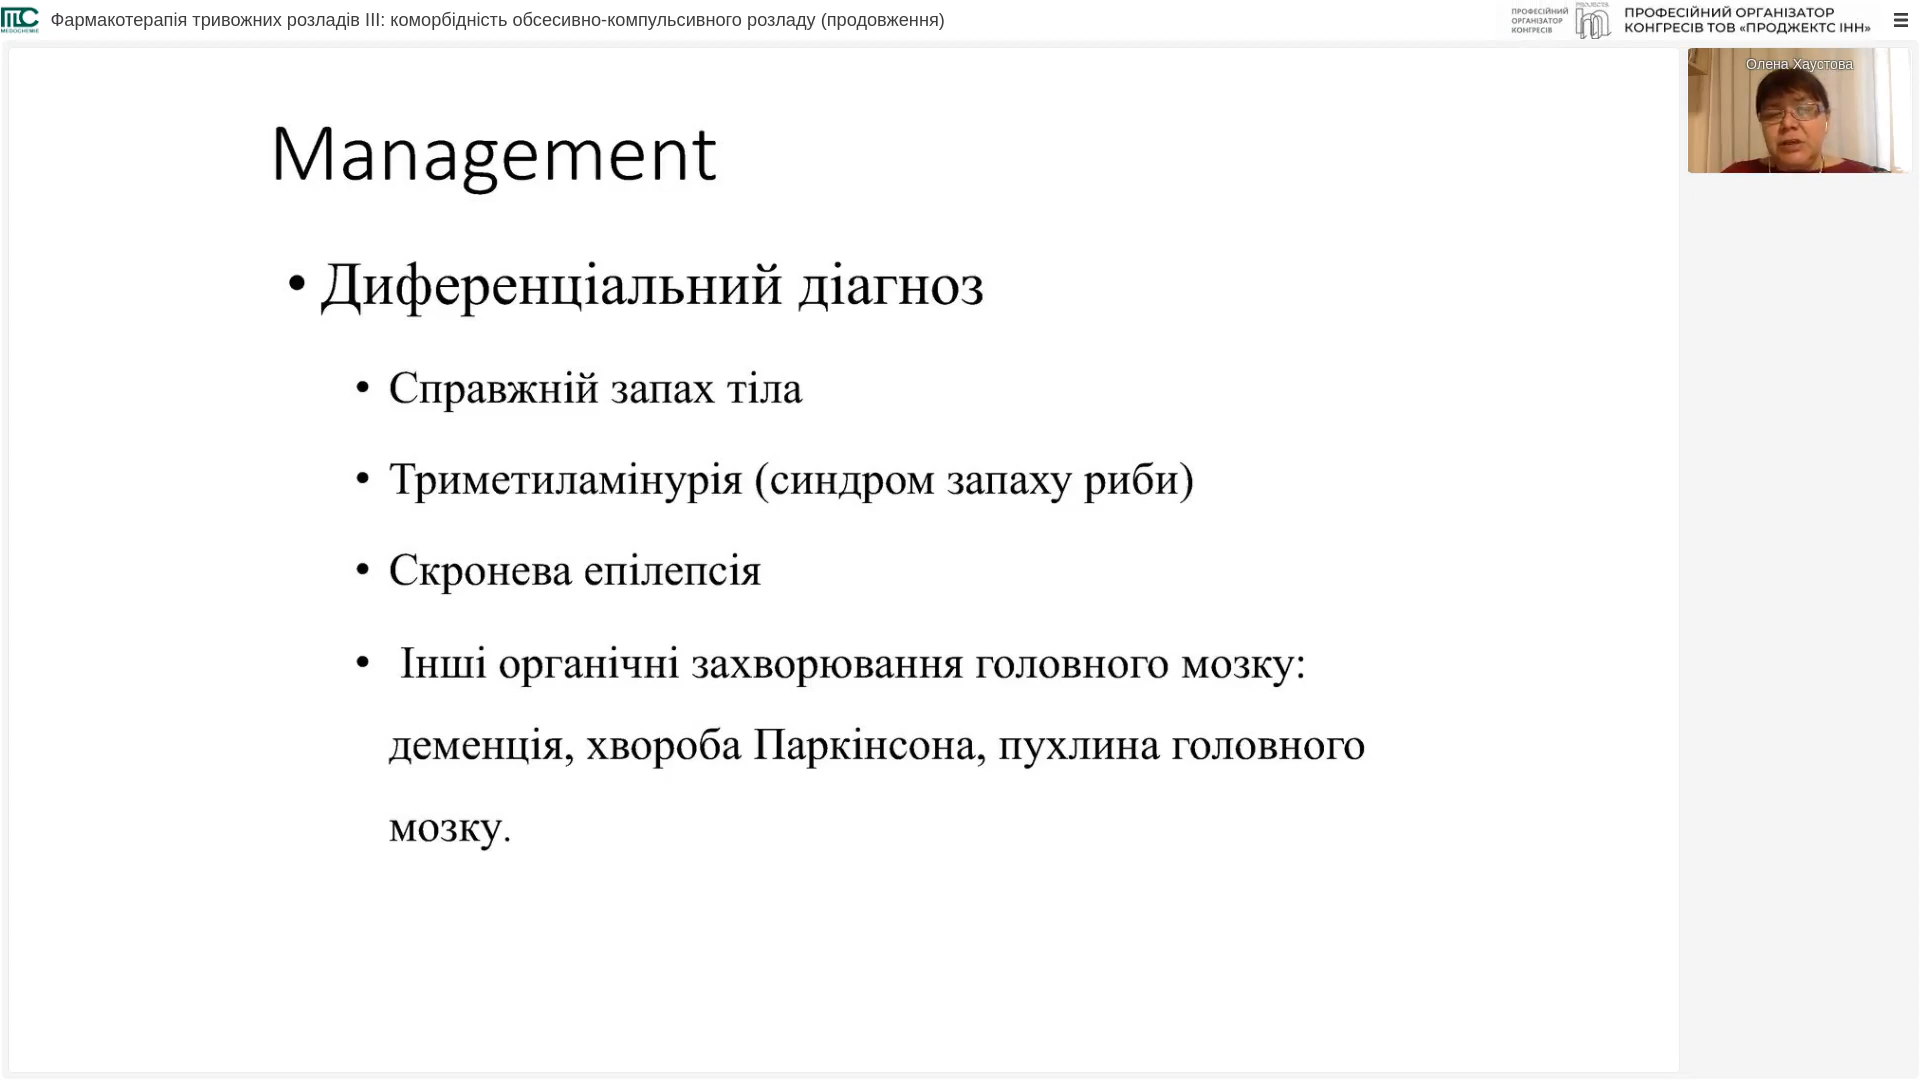 MEDOCHEMIE
Фармакотерапія тривожних розладів III: коморбідність обсесивно-компульсивного розладу (продовження)
ПРОФЕСІЙНИЙ
ОРГАНІЗАТОР
КОНГРЕСІВ
PROJECTS
ПРОФЕСІЙНИЙ ОРГАНІЗАТОР
КОНГРЕСІВ ТОВ «ПРОДЖЕКТС ІНН»
Олена Хаустова
Management
• Диференціальний діагноз
• Справжній запах тіла
• Триметиламінурія (синдром запаху риби)
• Скронева епілепсія
• Інші органічні захворювання головного мозку:
деменція, хвороба Паркінсона, пухлина головного
мозку.